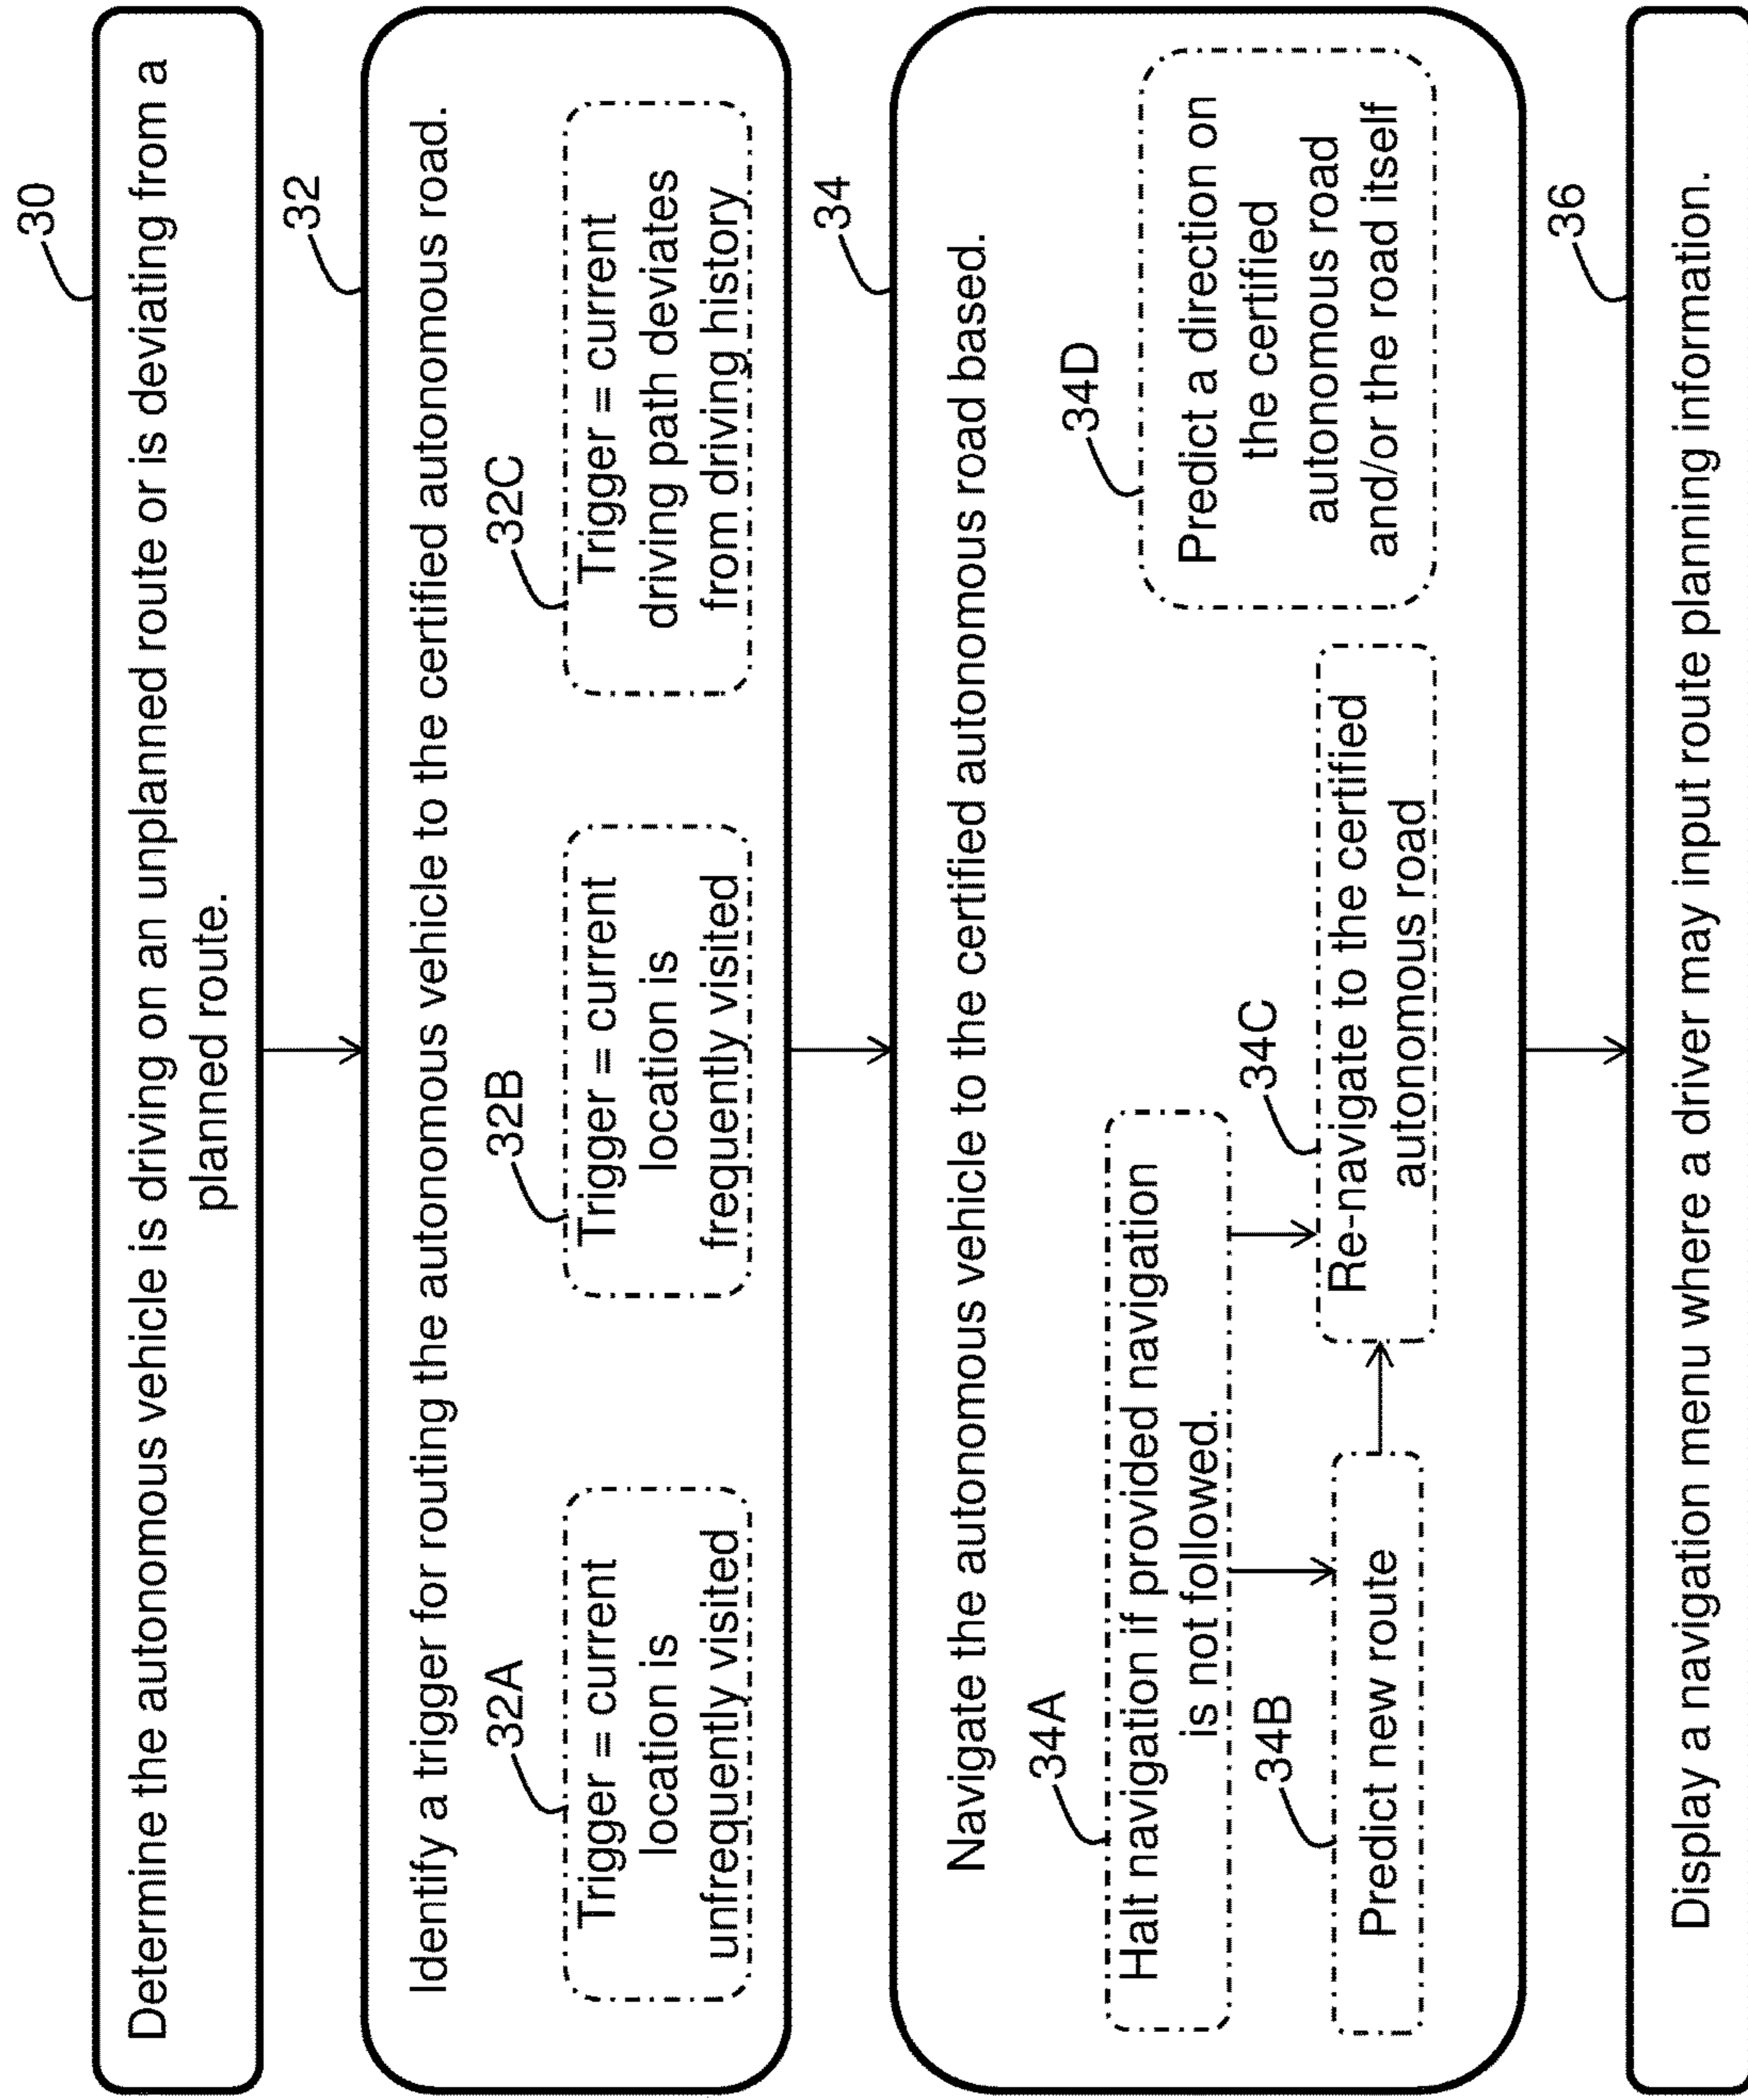 30
Determine the autonomous vehicle is driving on an unplanned route or is deviating from a
planned route.
32
Identify a trigger for routing the autonomous vehicle to the certified autonomous road.
32A
Trigger = current
location is
unfrequently visited
32B
Trigger = current
location is
frequently visited
32C
Trigger = current
driving path deviates
from driving history
34
Navigate the autonomous vehicle to the certified autonomous road based.
34A
Halt navigation if provided navigation
is not followed.
34B
Predict new route
34C
Re-navigate to the certified
autonomous road
34D
Predict a direction on
the certified
autonomous road
and/or the road itself
36
Display a navigation menu where a driver may input route planning information.